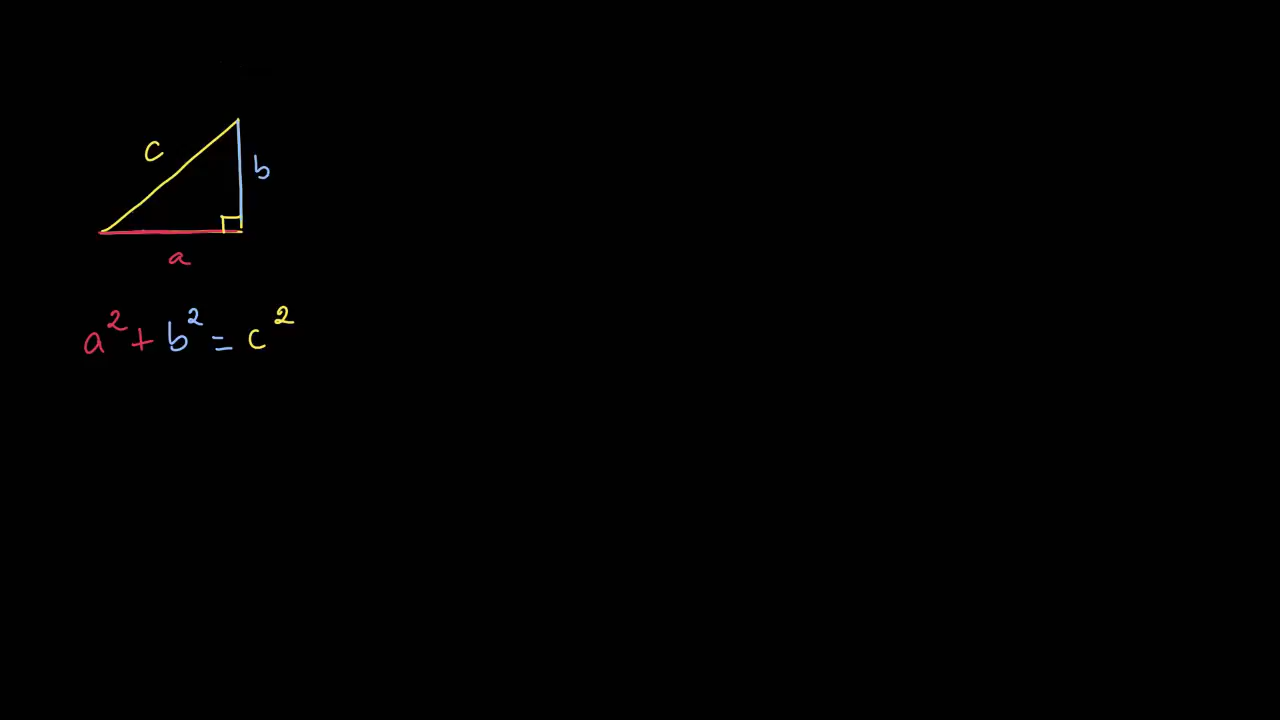 c
b
a
a² + b² = c²